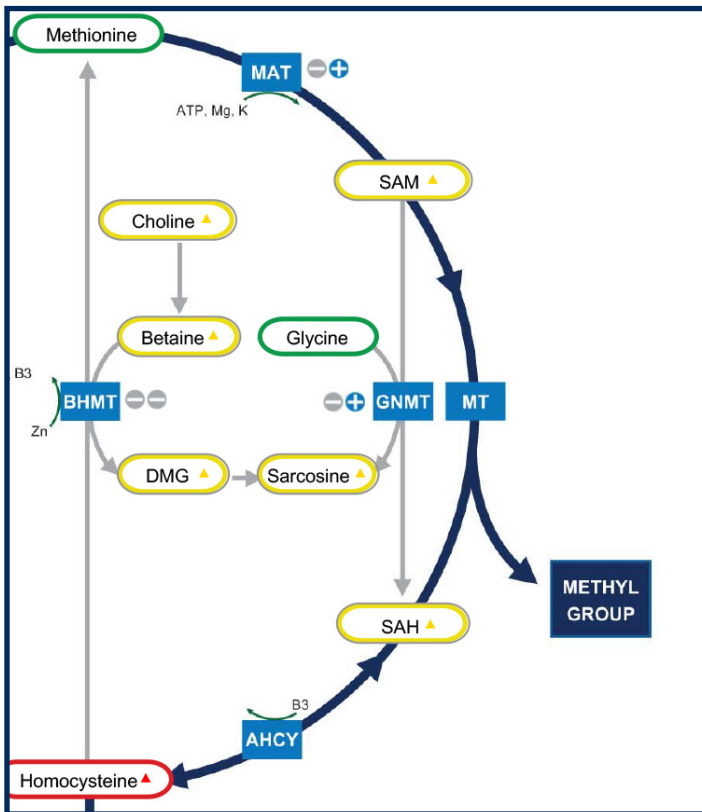 Methionine
MAT
ATP, Mg, K
SAM
Choline
Betaine
Glycine
B3
BHMT
GNMT
MT
Zn
DMG
Sarcosine
METHYL
GROUP
SAH
B3
AHCY
Homocysteine